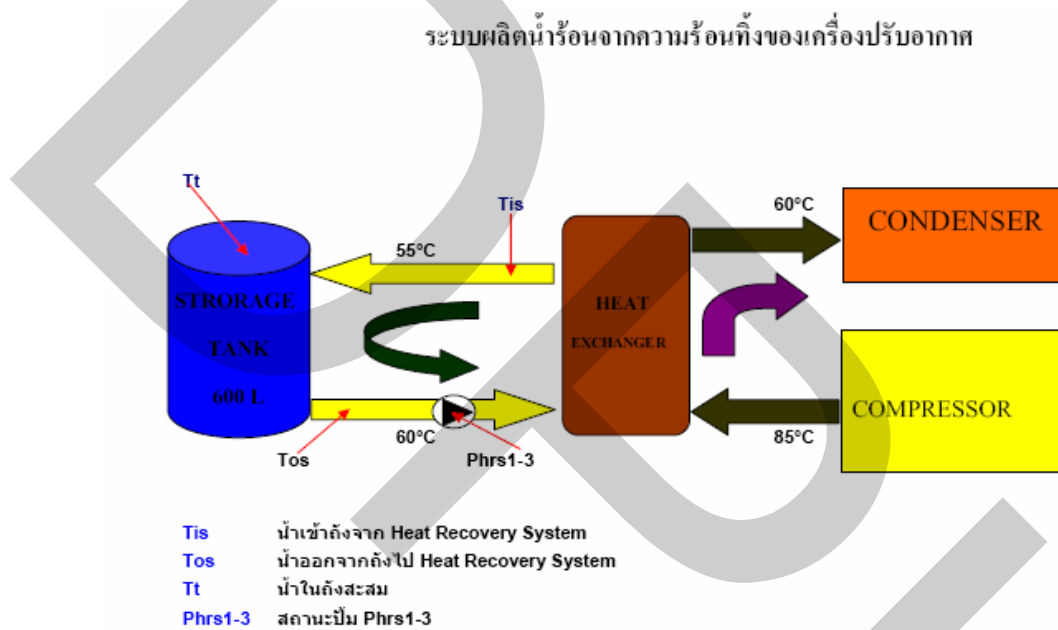 ระบบผลิตน้ำร้อนจากความร้อนทิ้งของเครื่องปรับอากาศ
Tt
Tis
60°C
CONDENSER
55°C
STRORAGE
TANK
600 L
HEAT
EXCHANGER
COMPRESSOR
60°C
85°C
Tos
Phrs1-3
Tis น้ำเข้าถังจาก Heat Recovery System
Tos น้ำออกจากถังไป Heat Recovery System
Tt น้ำในถังสะสม
Phrs1-3 สถานะปั๊ม Phrs1-3